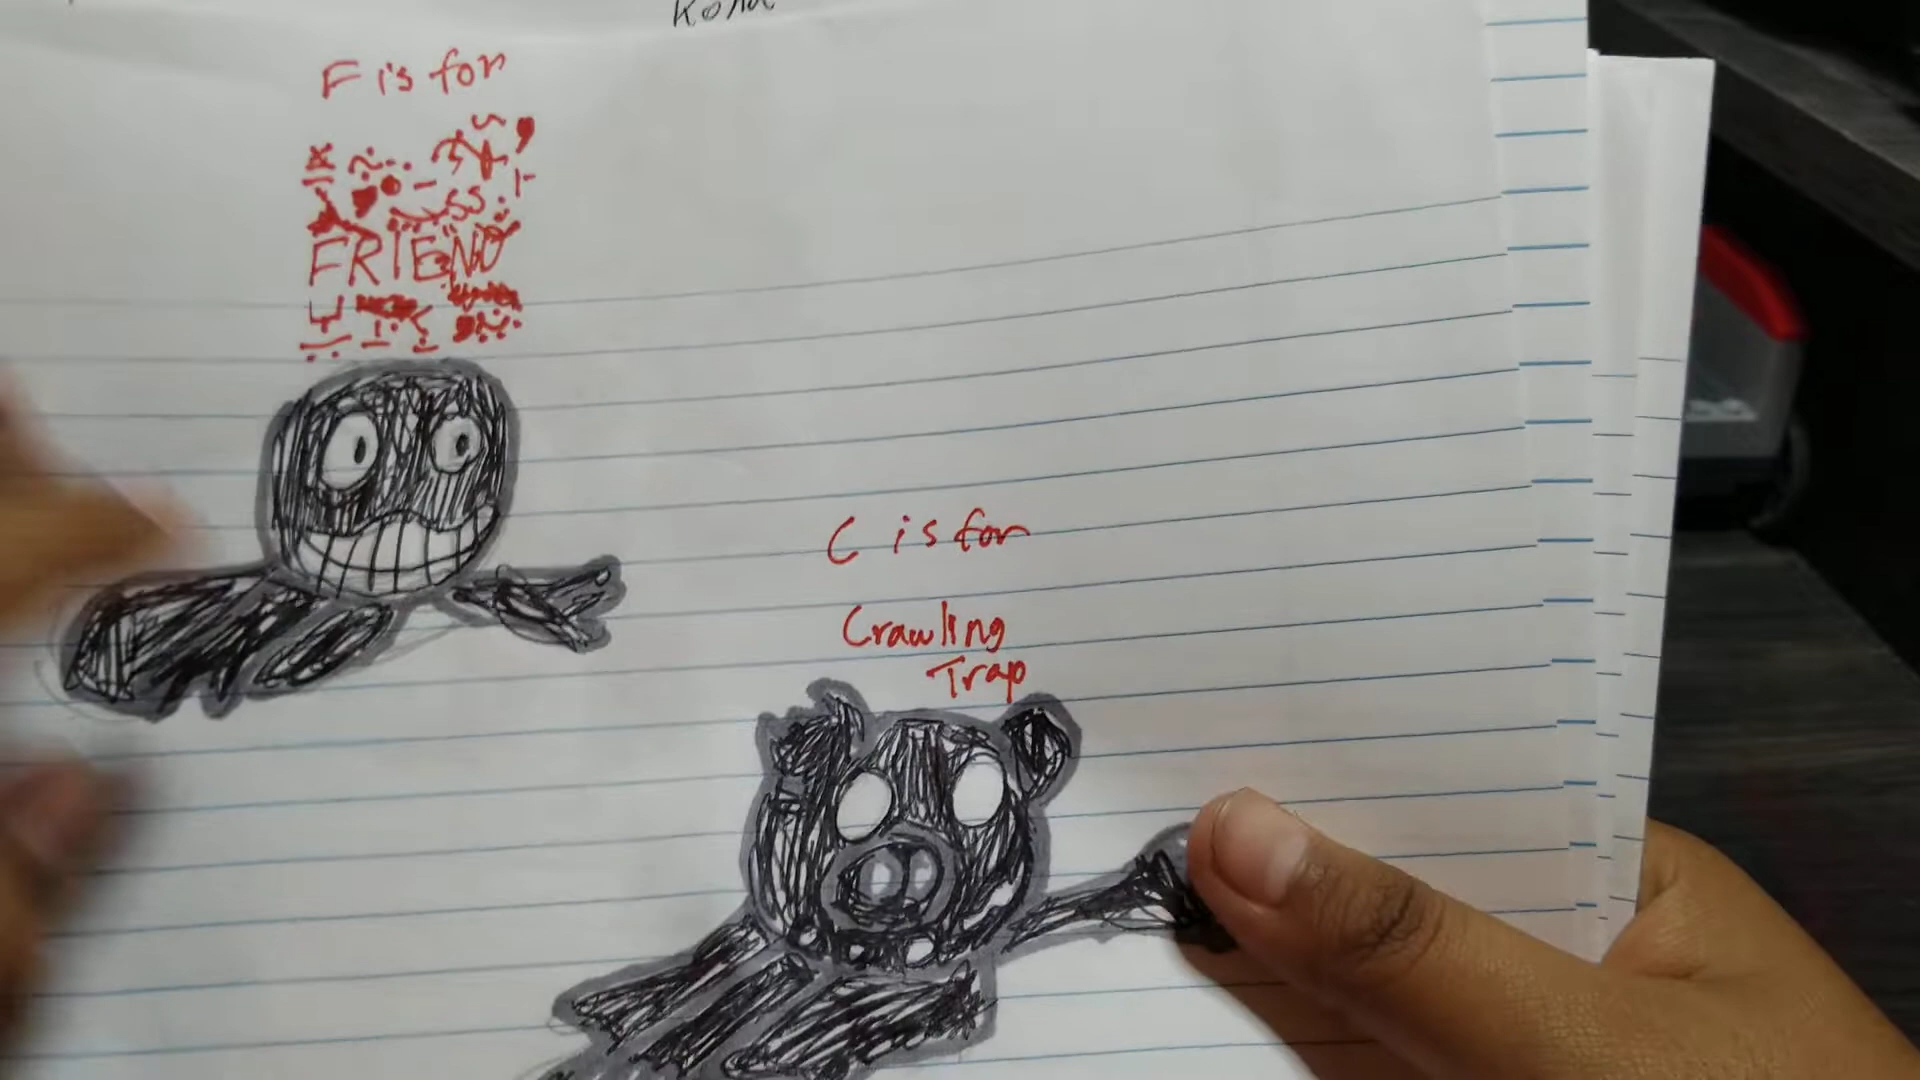 F is for
FRIEND
C is for
Crawling
Trap